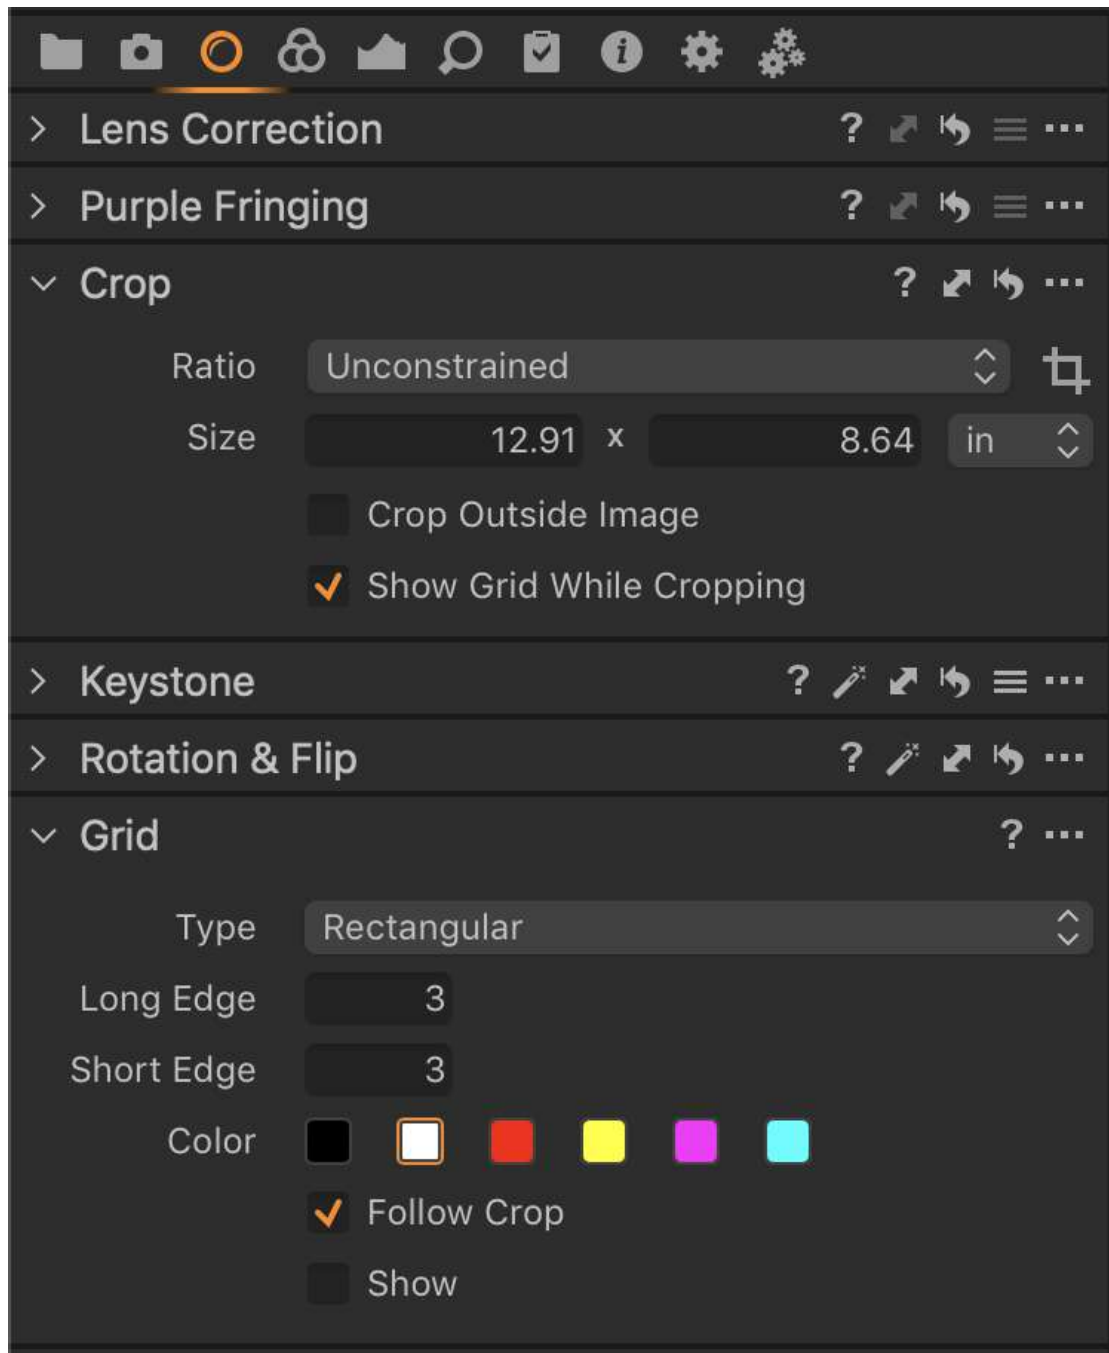 Lens Correction ?
Purple Fringing ?
Crop ?
Ratio Unconstrained
Size 12.91 x 8.64 in
Crop Outside Image
Show Grid While Cropping
Keystone ?
Rotation & Flip ?
Grid ?
Type Rectangular
Long Edge 3
Short Edge 3
Color
Follow Crop
Show